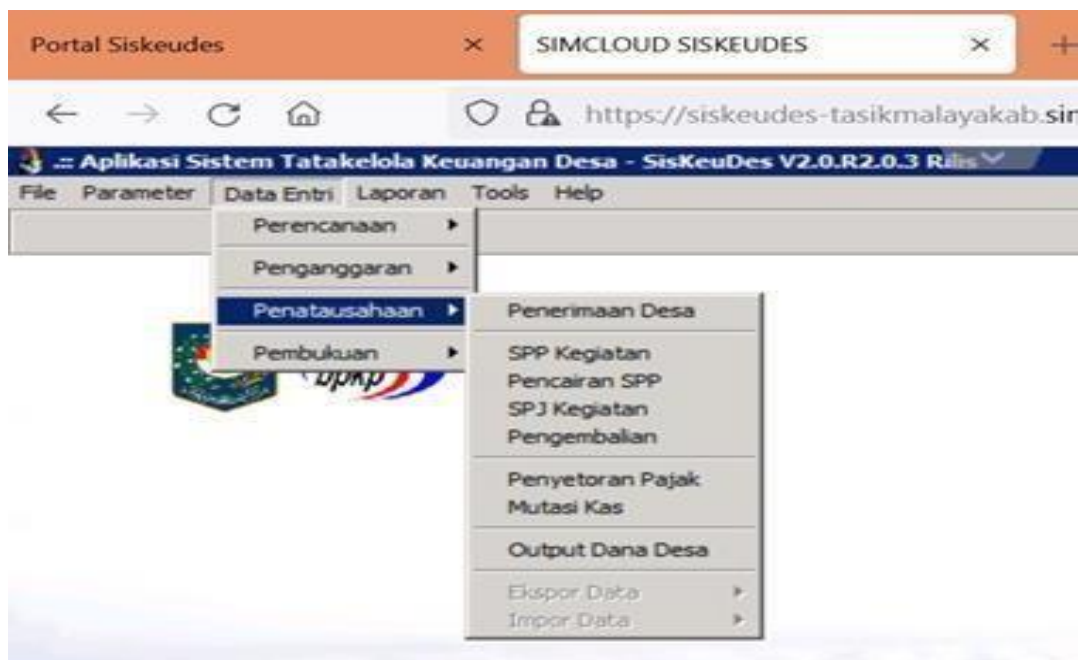 Portal Siskeudes
SIMCLOUD SISKEUDES
https://siskeudes-tasikmalayakab.sim
.:: Aplikasi Sistem Tatakelola Keuangan Desa - SisKeuDes V2.0.R2.0.3 Rilis
File Parameter Data Entri Laporan Tools Help
Perencanaan
Penganggaran
Penatausahaan
Pembukuan
bpkp
Penerimaan Desa
SPP Kegiatan
Pencairan SPP
SPJ Kegiatan
Pengembalian
Penyetoran Pajak
Mutasi Kas
Output Dana Desa
Ekspor Data
Impor Data